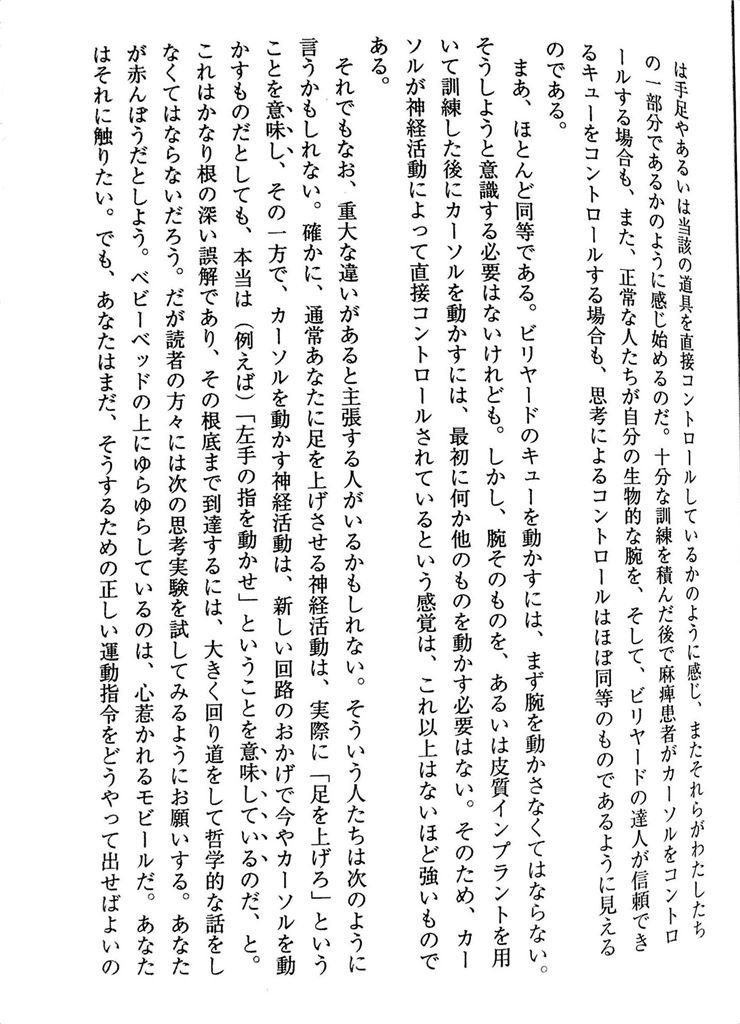 は手足やあるいは当該の道具を直接コントロールしているかのように感じ、またそれらがわたしたち
の一部分であるかのように感じ始めるのだ。十分な訓練を積んだ後で麻痺患者がカーソルをコントロ
ールする場合も、また、正常な人たちが自分の生物的な腕を、そして、ビリヤードの達人が信頼でき
るキューをコントロールする場合も、思考によるコントロールはほぼ同等のものであるように見える
のである。
まあ、ほとんど同等である。ビリヤードのキューを動かすには、まず腕を動かさなくてはならない。
そうしようと意識する必要はないけれども。しかし、腕そのものを、あるいは皮質インプラントを用
いて訓練した後にカーソルを動かすには、最初に何か他のものを動かす必要はない。そのため、カー
ソルが神経活動によって直接コントロールされているという感覚は、これ以上はないほど強いもので
ある。
それでもなお、重大な違いがあると主張する人がいるかもしれない。そういう人たちは次のように
言うかもしれない。確かに、通常あなたに足を上げさせる神経活動は、実際に「足を上げろ」という
ことを意味し、その一方で、カーソルを動かす神経活動は、新しい回路のおかげで今やカーソルを動
かすものだとしても、本当は（例えば）「左手の指を動かせ」ということを意味しているのだ、と。
これはかなり根の深い誤解であり、その根底まで到達するには、大きく回り道をして哲学的な話をし
なくてはならないだろう。だが読者の方々には次の思考実験を試してみるようにお願いする。あなた
が赤んぼうだとしよう。ベビーベッドの上にゆらゆらしているのは、心惹かれるモビールだ。あなた
はそれに触りたい。でも、あなたはまだ、そうするための正しい運動指令をどうやって出せばよいの